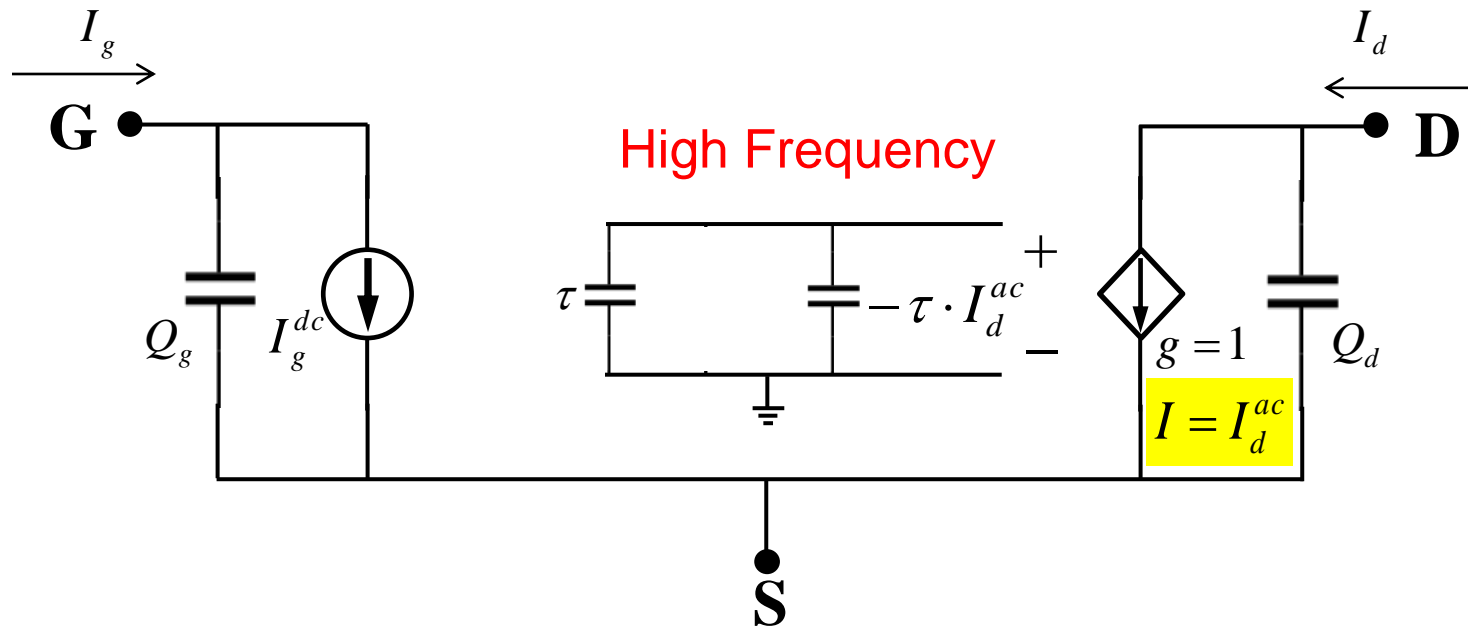 I_g
I_d
G
D
High Frequency
+
τ
−τ · I_d^{ac}
−
Q_g
I_g^{dc}
g = 1
Q_d
I = I_d^{ac}
S